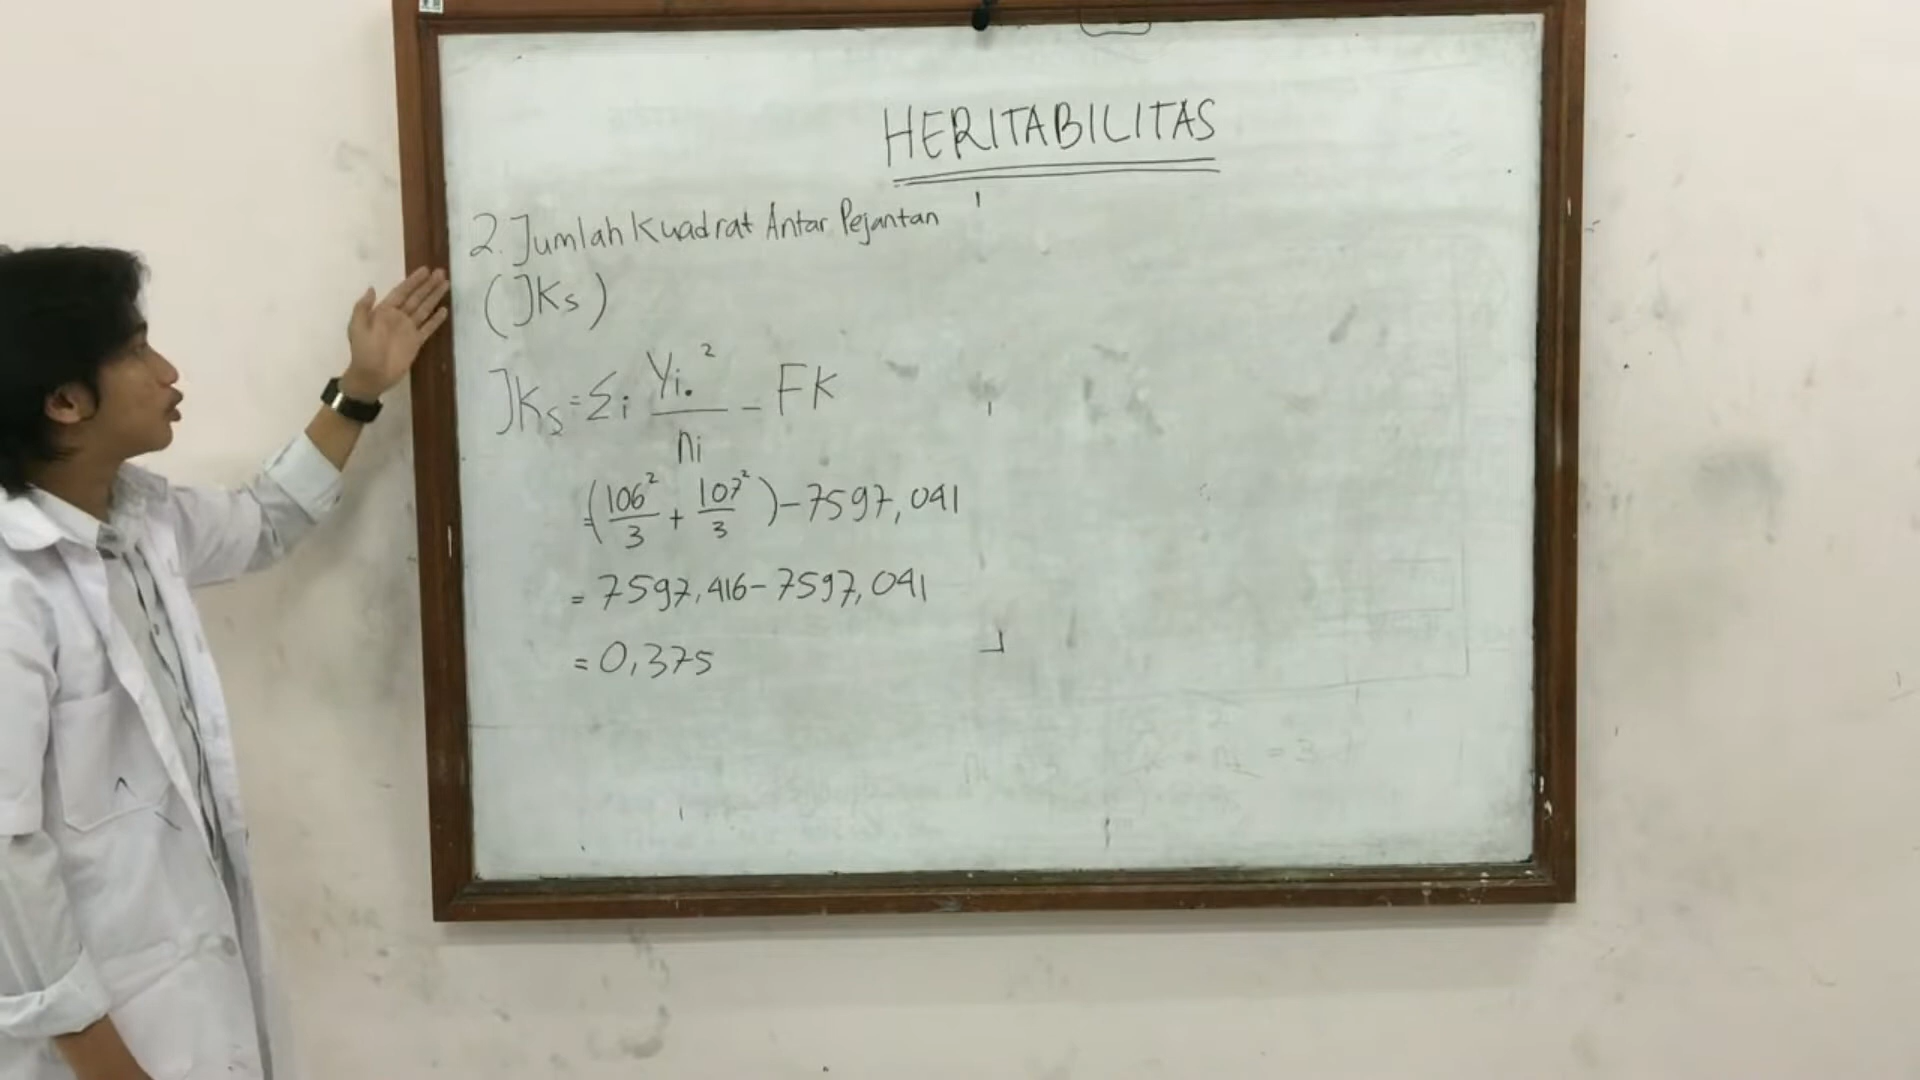 HERITABILITAS
2. Jumlah Kuadrat Antar Pejantan
(JKs)
JKs = Σi Yi.² / ni - FK
= (106²/3 + 107²/3) - 7597,091
= 7597,416 - 7597,041
= 0,375